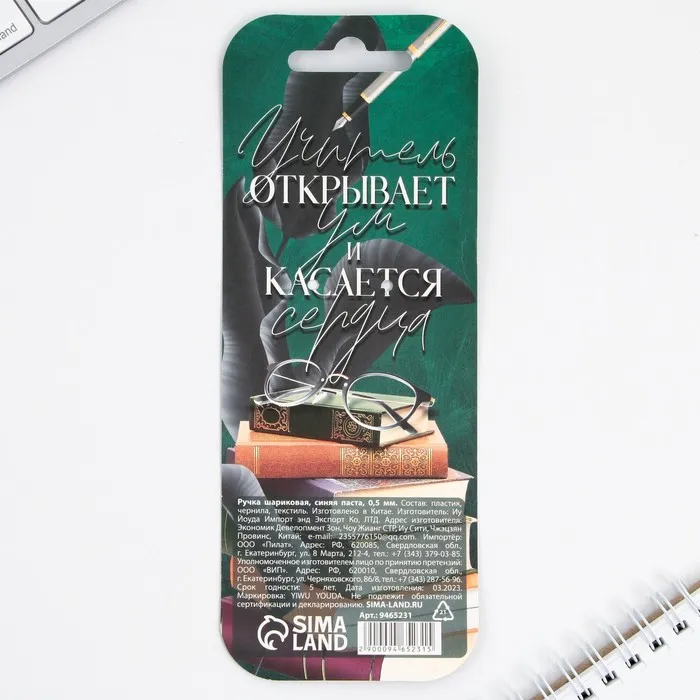 land
Учитель
ОТКРЫВАЕТ
ум
и
КАСАЕТСЯ
сердца
Ручка шариковая, синяя паста, 0,5 мм. Состав: пластик,
чернила, текстиль. Изготовлено в Китае. Изготовитель: Иу
Йоуда Импорт энд Экспорт Ко, ЛТД. Адрес изготовителя:
Экономик Девелопмент Зон, Чоу Жианг СТР, Иу Сити, Чжэцзян
Провинс, Китай; e-mail: 2355776150@qq.com. Импортёр:
ООО «Пилат». Адрес: РФ, 620085, Свердловская обл.,
г. Екатеринбург, ул. 8 Марта, 212-4, тел.: +7 (343) 379-03-85.
Уполномоченное изготовителем лицо по принятию претензий:
ООО «ВИП». Адрес: РФ, 620010, Свердловская обл.,
г. Екатеринбург, ул. Черняховского, 86/8, тел.: +7 (343) 287-56-96.
Срок годности: 5 лет. Дата изготовления: 03.2023.
Маркировка: YIWU YOUDA. Не подлежит обязательной
сертификации и декларированию. SIMA-LAND.RU
Арт.: 9465231
21
SIMA
LAND
2900094652315